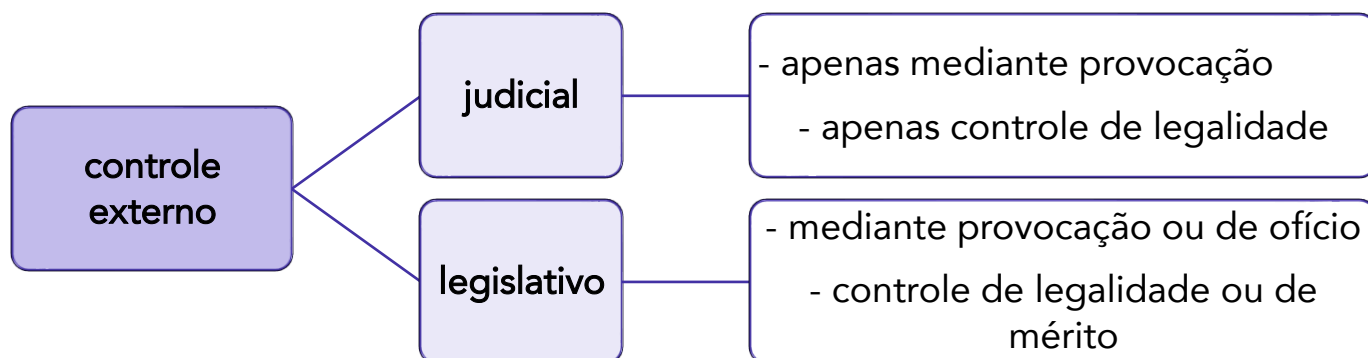 controle
externo
judicial
- apenas mediante provocação
- apenas controle de legalidade
legislativo
- mediante provocação ou de ofício
- controle de legalidade ou de
mérito